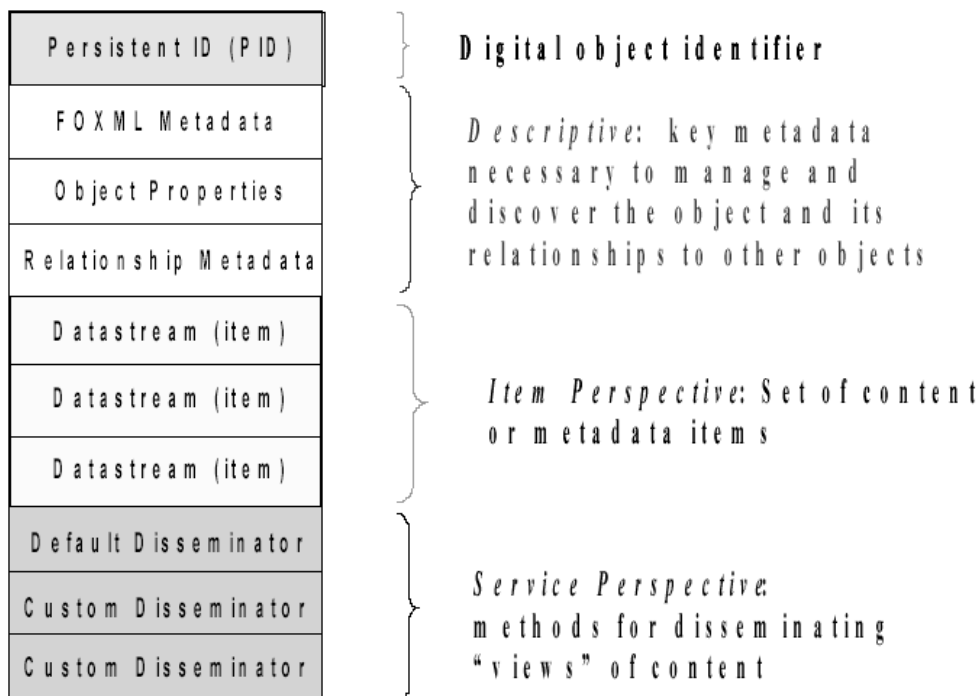 Persistent ID (PID)
Digital object identifier
FOXML Metadata
Object Properties
Relationship Metadata
Descriptive: key metadata
necessary to manage and
discover the object and its
relationships to other objects
Datastream (item)
Datastream (item)
Datastream (item)
Item Perspective: Set of content
or metadata items
Default Disseminator
Custom Disseminator
Custom Disseminator
Service Perspective:
methods for disseminating
“views” of content